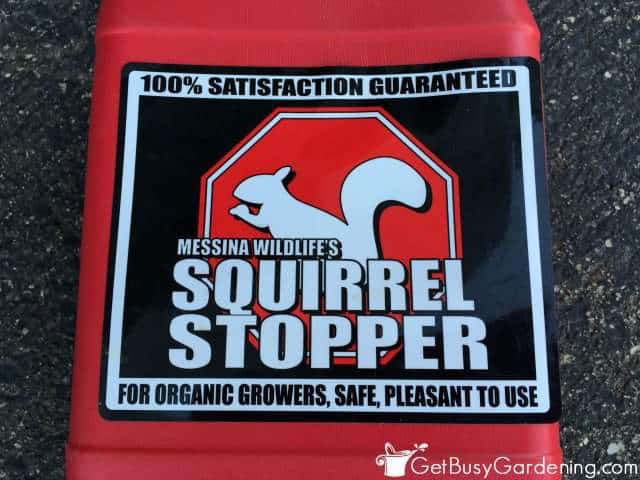 100% SATISFACTION GUARANTEED
MESSINA WILDLIFE'S
SQUIRREL
STOPPER
FOR ORGANIC GROWERS, SAFE, PLEASANT TO USE
GetBusyGardening.com